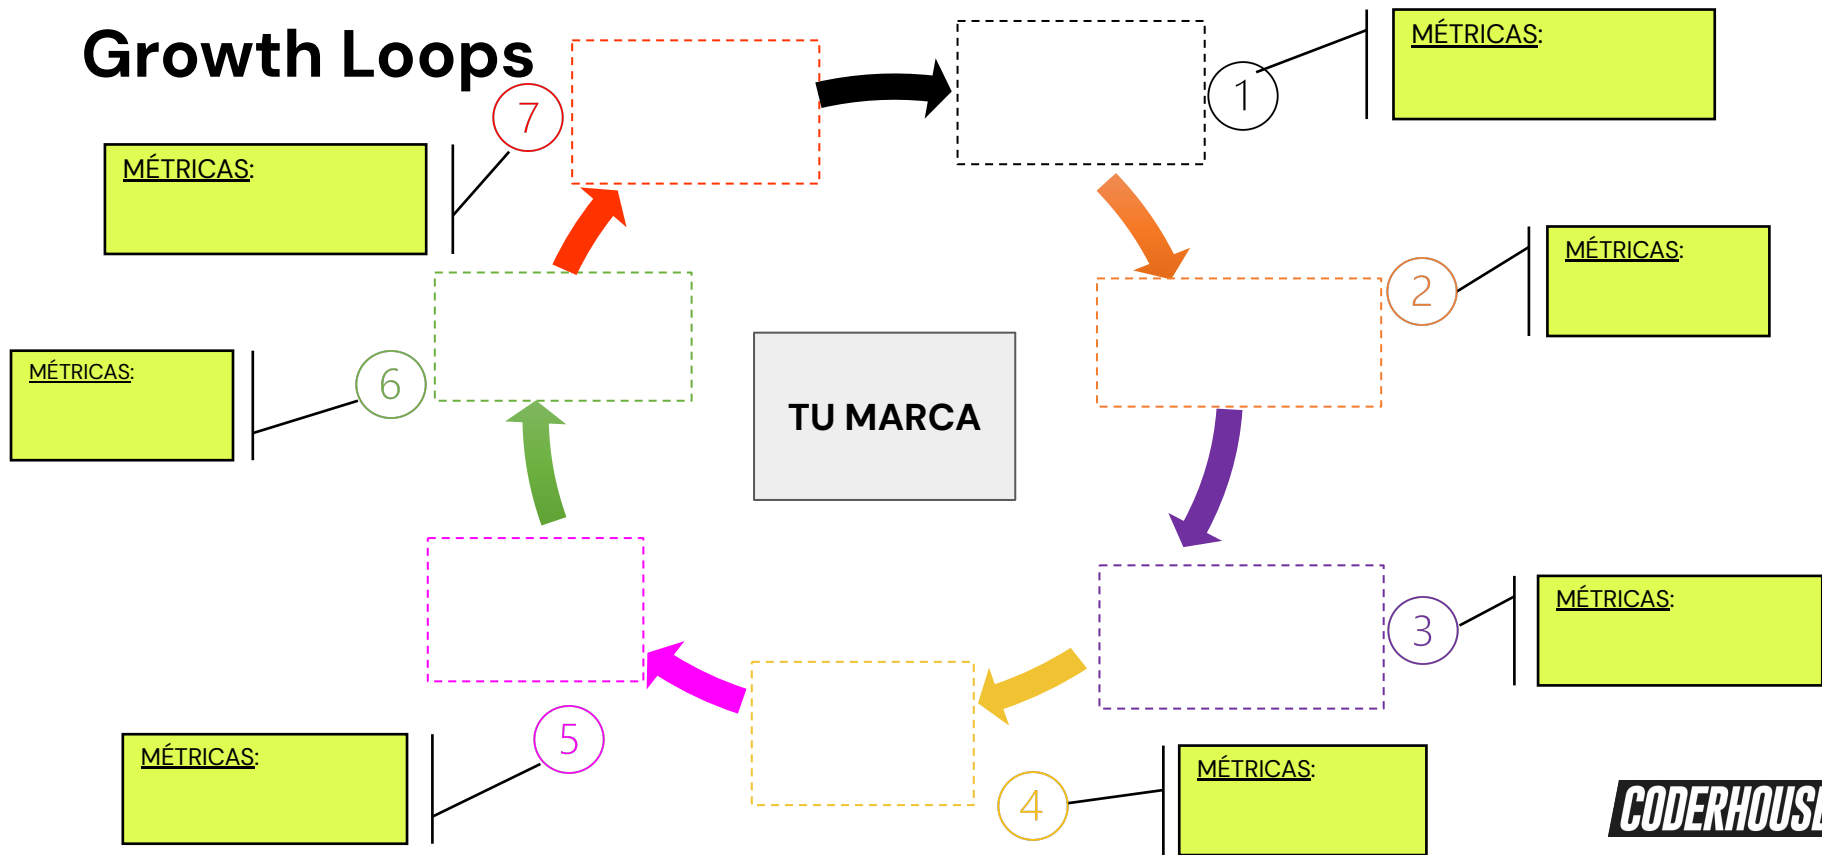 Growth Loops
7
1
MÉTRICAS:
MÉTRICAS:
2
MÉTRICAS:
6
MÉTRICAS:
TU MARCA
3
MÉTRICAS:
5
MÉTRICAS:
4
MÉTRICAS:
CODERHOUSE